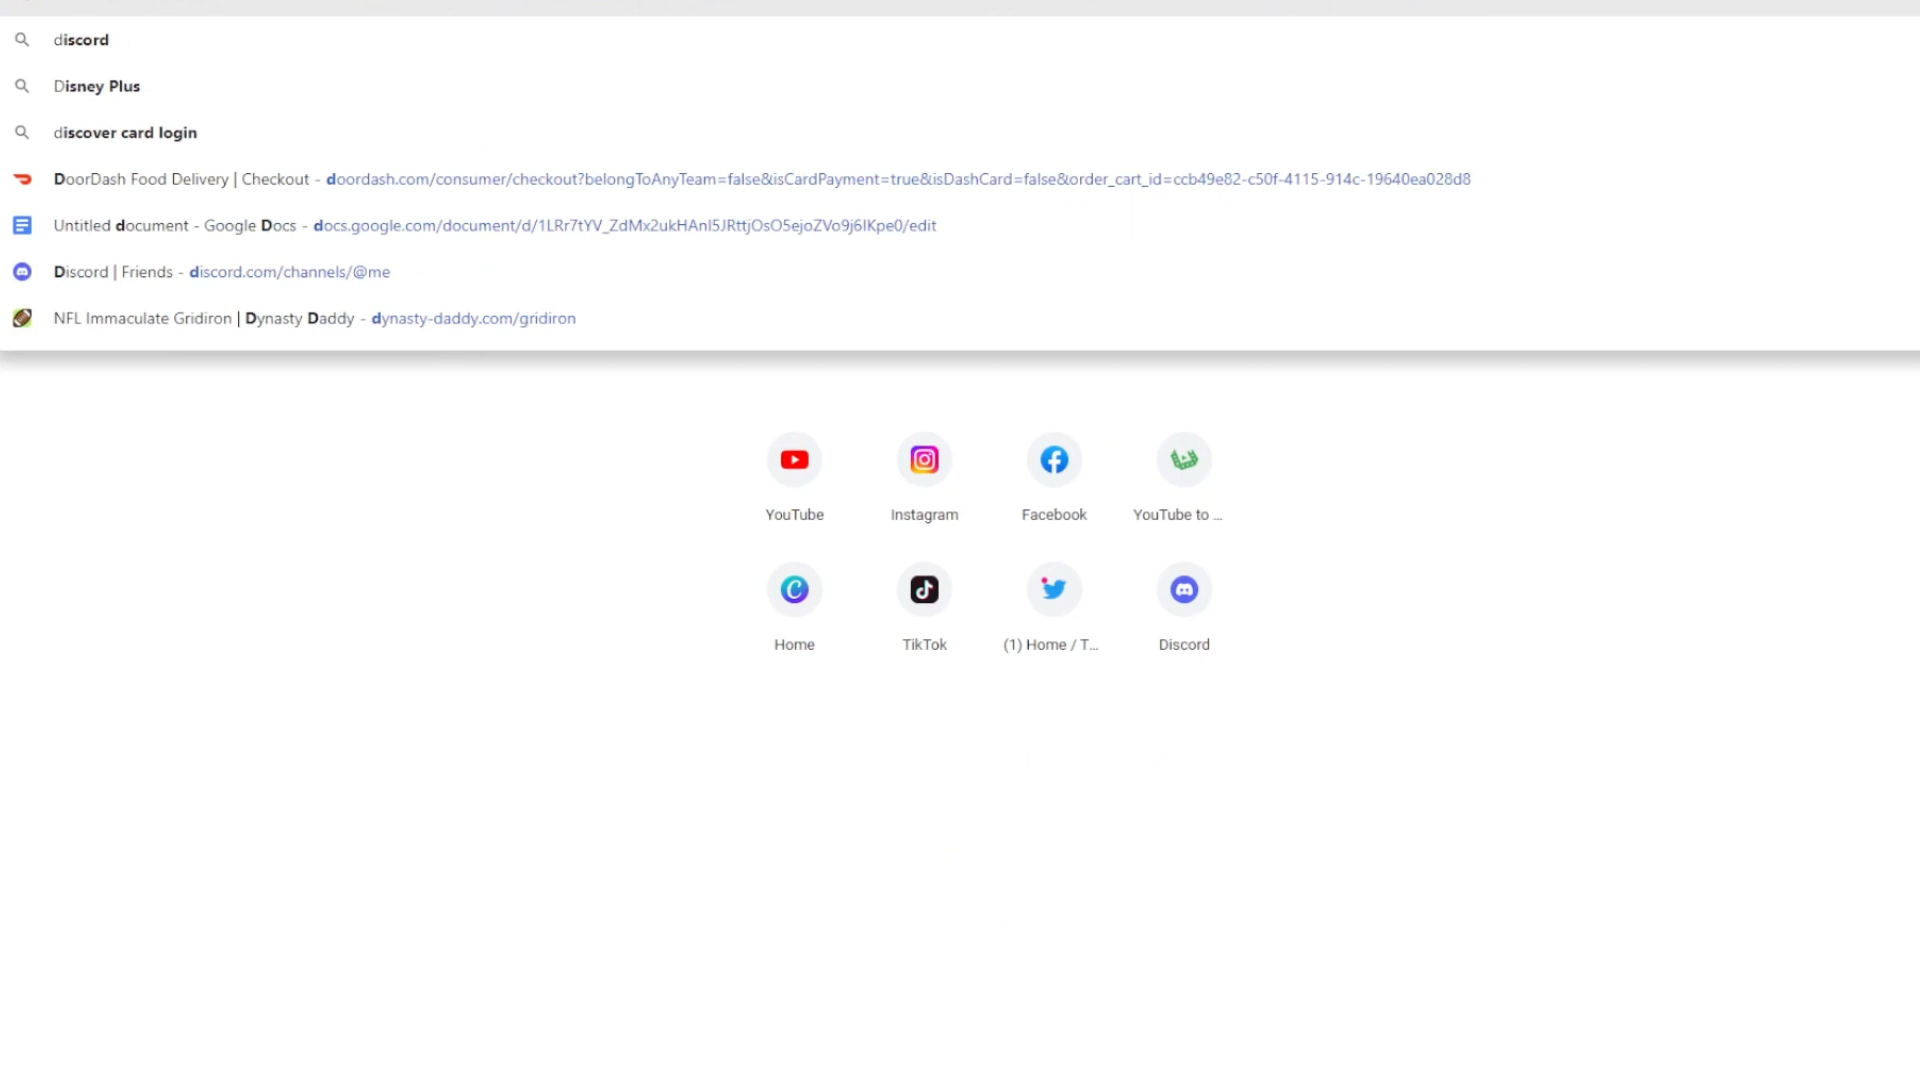 discord
Disney Plus
discover card login
DoorDash Food Delivery | Checkout - doordash.com/consumer/checkout?belongToAnyTeam=false&isCardPayment=true&isDashCard=false&order_cart_id=ccb49e82-c50f-4115-914c-19640ea028d8
Untitled document - Google Docs - docs.google.com/document/d/1LRr7tYV_ZdMx2ukHAnI5JRttjOsO5ejoZVo9j6IKpe0/edit
Discord | Friends - discord.com/channels/@me
NFL Immaculate Gridiron | Dynasty Daddy - dynasty-daddy.com/gridiron
YouTube Instagram Facebook YouTube to ...
Home TikTok (1) Home / T... Discord